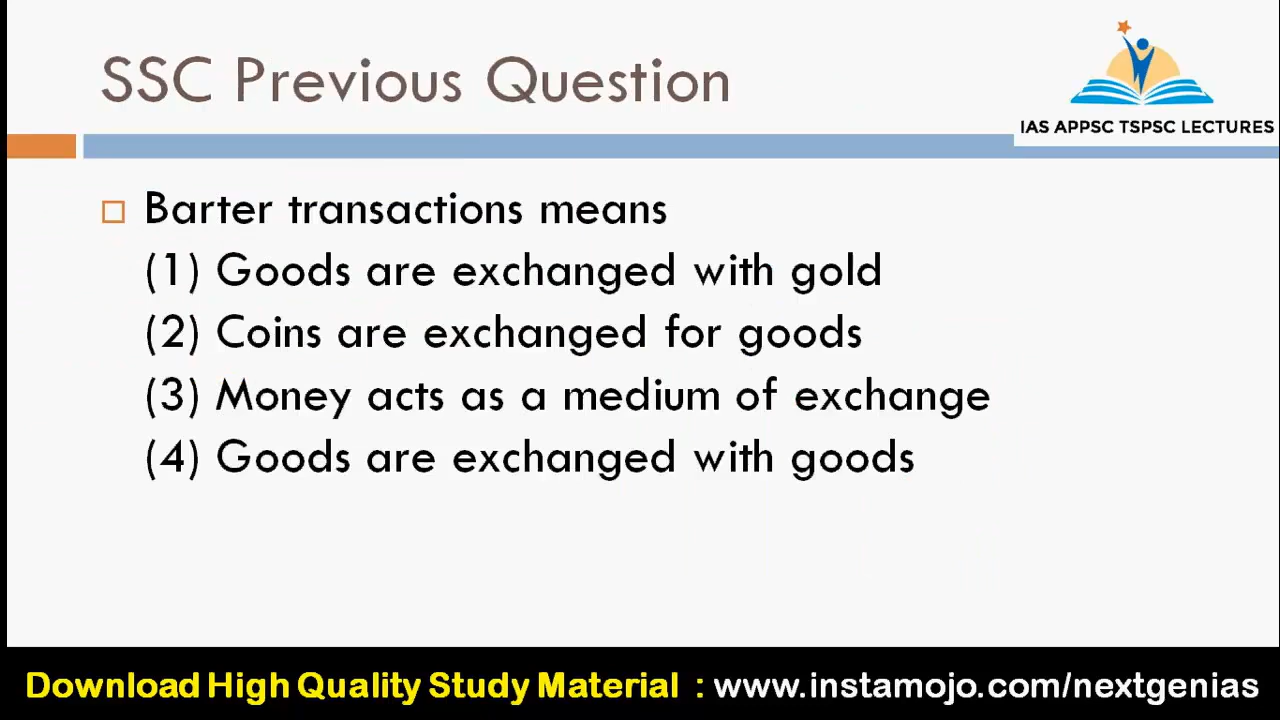 SSC Previous Question
IAS APPSC TSPSC LECTURES
Barter transactions means
(1) Goods are exchanged with gold
(2) Coins are exchanged for goods
(3) Money acts as a medium of exchange
(4) Goods are exchanged with goods
Download High Quality Study Material : www.instamojo.com/nextgenias